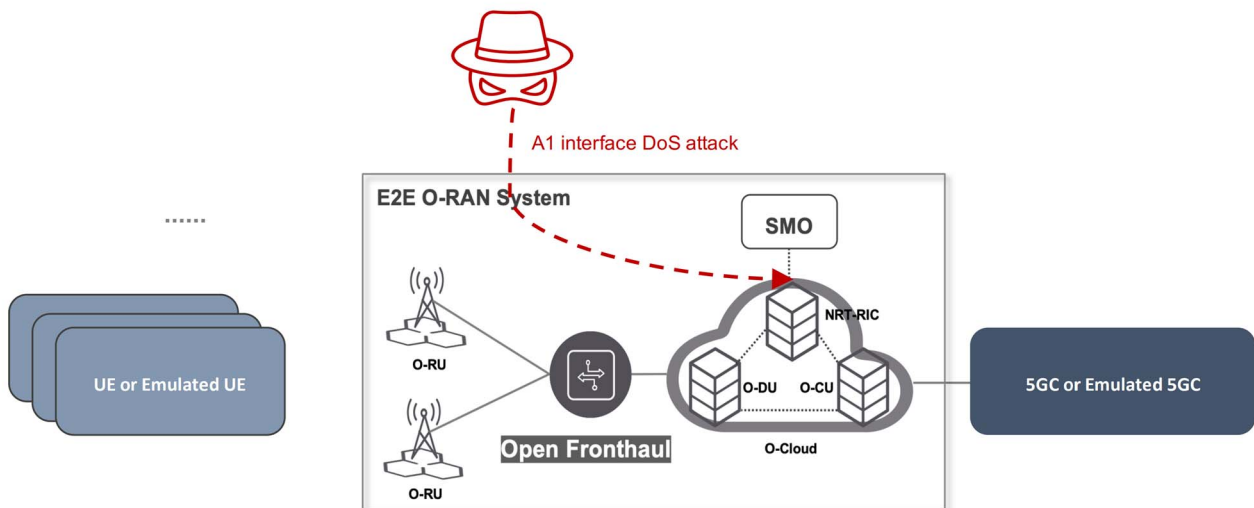 A1 interface DoS attack
E2E O-RAN System
......
SMO
NRT-RIC
O-RU
UE or Emulated UE
O-DU
O-CU
5GC or Emulated 5GC
Open Fronthaul
O-Cloud
O-RU